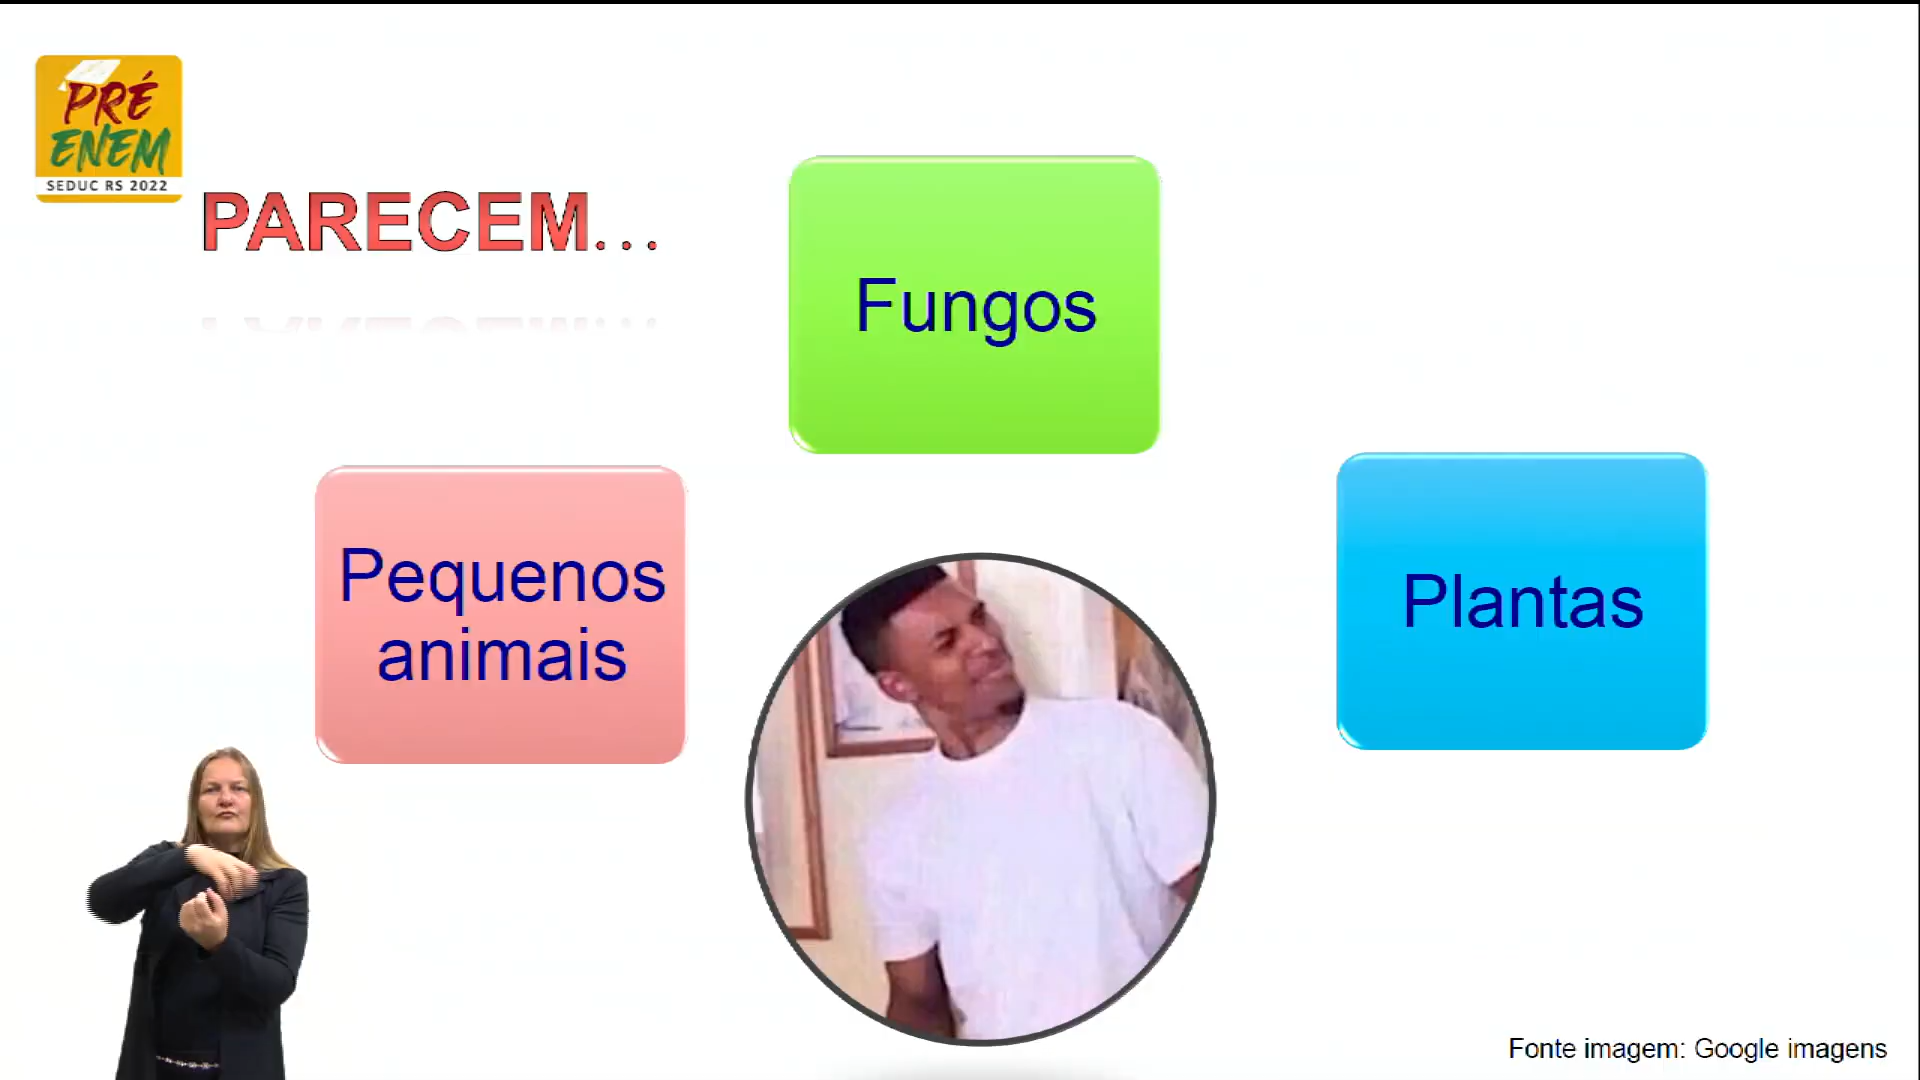 PRÉ
ENEM
SEDUC RS 2022
PARECEM...
Fungos
Pequenos
animais
Plantas
Fonte imagem: Google imagens